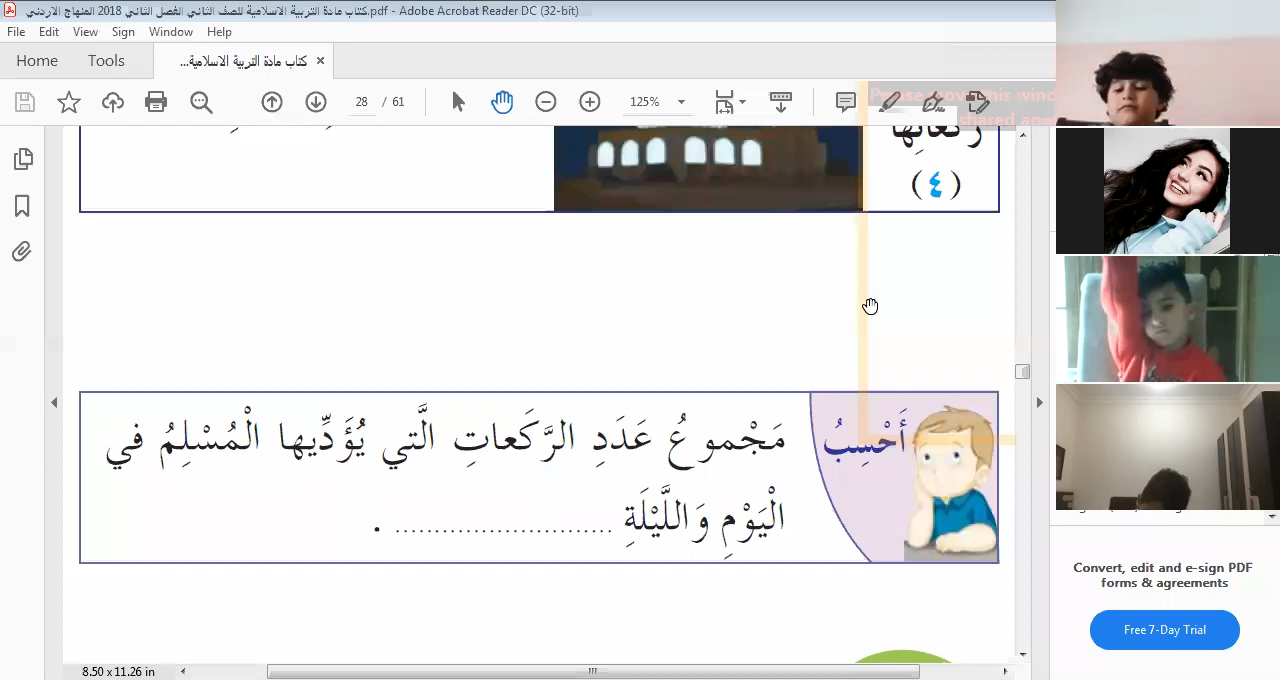 كتاب مادة التربية الاسلامية للصف الثاني الفصل الثاني 2018 المنهاج الاردني.pdf - Adobe Acrobat Reader DC (32-bit)
File Edit View Sign Window Help
Home Tools كتاب مادة التربية الاسلامية... ×
28 / 61 125%
رَكَعاتِها
(٤)
أَحْسِبُ
مَجْموعُ عَدَدِ الرَّكَعاتِ الَّتي يُؤَدِّيها الْمُسْلِمُ في
الْيَوْمِ وَاللَّيْلَةِ .......................... .
Convert, edit and e-sign PDF
forms & agreements
Free 7-Day Trial
8.50 x 11.26 in